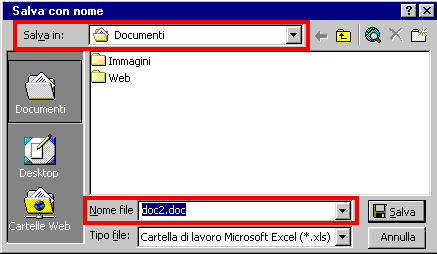 Salva con nome
Salva in: Documenti
Immagini
Web
Documenti
Desktop
Cartelle Web
Nome file doc2.doc Salva
Tipo file: Cartella di lavoro Microsoft Excel (*.xls) Annulla